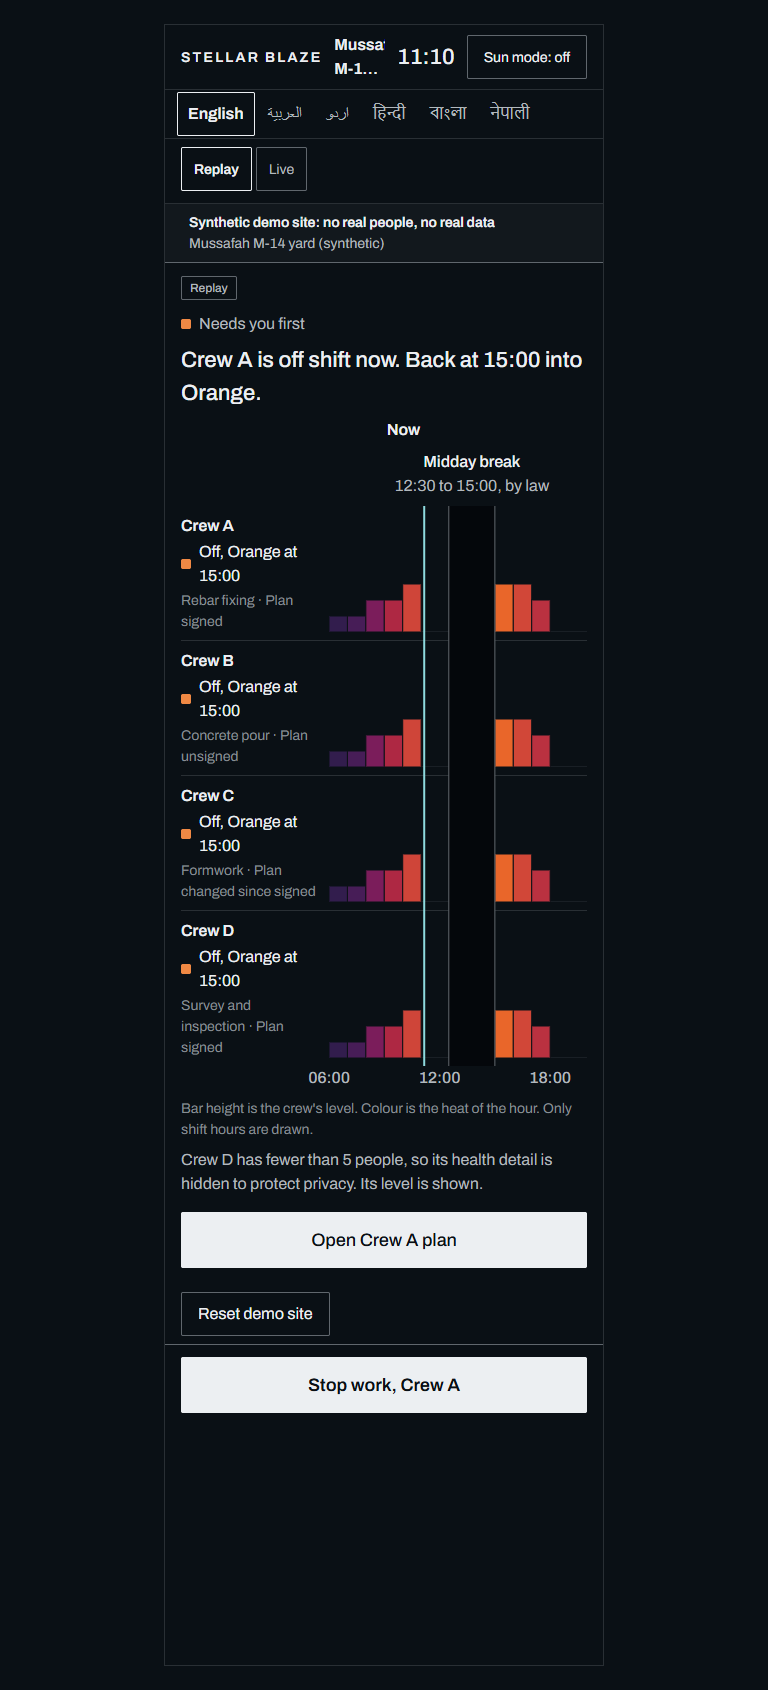 STELLAR BLAZE
Mussa
M-1...
11:10
Sun mode: off
English
العربية
اردو
हिन्दी
বাংলা
नेपाली
Replay
Live
Synthetic demo site: no real people, no real data
Mussafah M-14 yard (synthetic)
Replay
Needs you first
Crew A is off shift now. Back at 15:00 into
Orange.
Now
Midday break
12:30 to 15:00, by law
Crew A
Off, Orange at
15:00
Rebar fixing · Plan
signed
Crew B
Off, Orange at
15:00
Concrete pour · Plan
unsigned
Crew C
Off, Orange at
15:00
Formwork · Plan
changed since signed
Crew D
Off, Orange at
15:00
Survey and
inspection · Plan
signed
06:00
12:00
18:00
Bar height is the crew's level. Colour is the heat of the hour. Only
shift hours are drawn.
Crew D has fewer than 5 people, so its health detail is
hidden to protect privacy. Its level is shown.
Open Crew A plan
Reset demo site
Stop work, Crew A